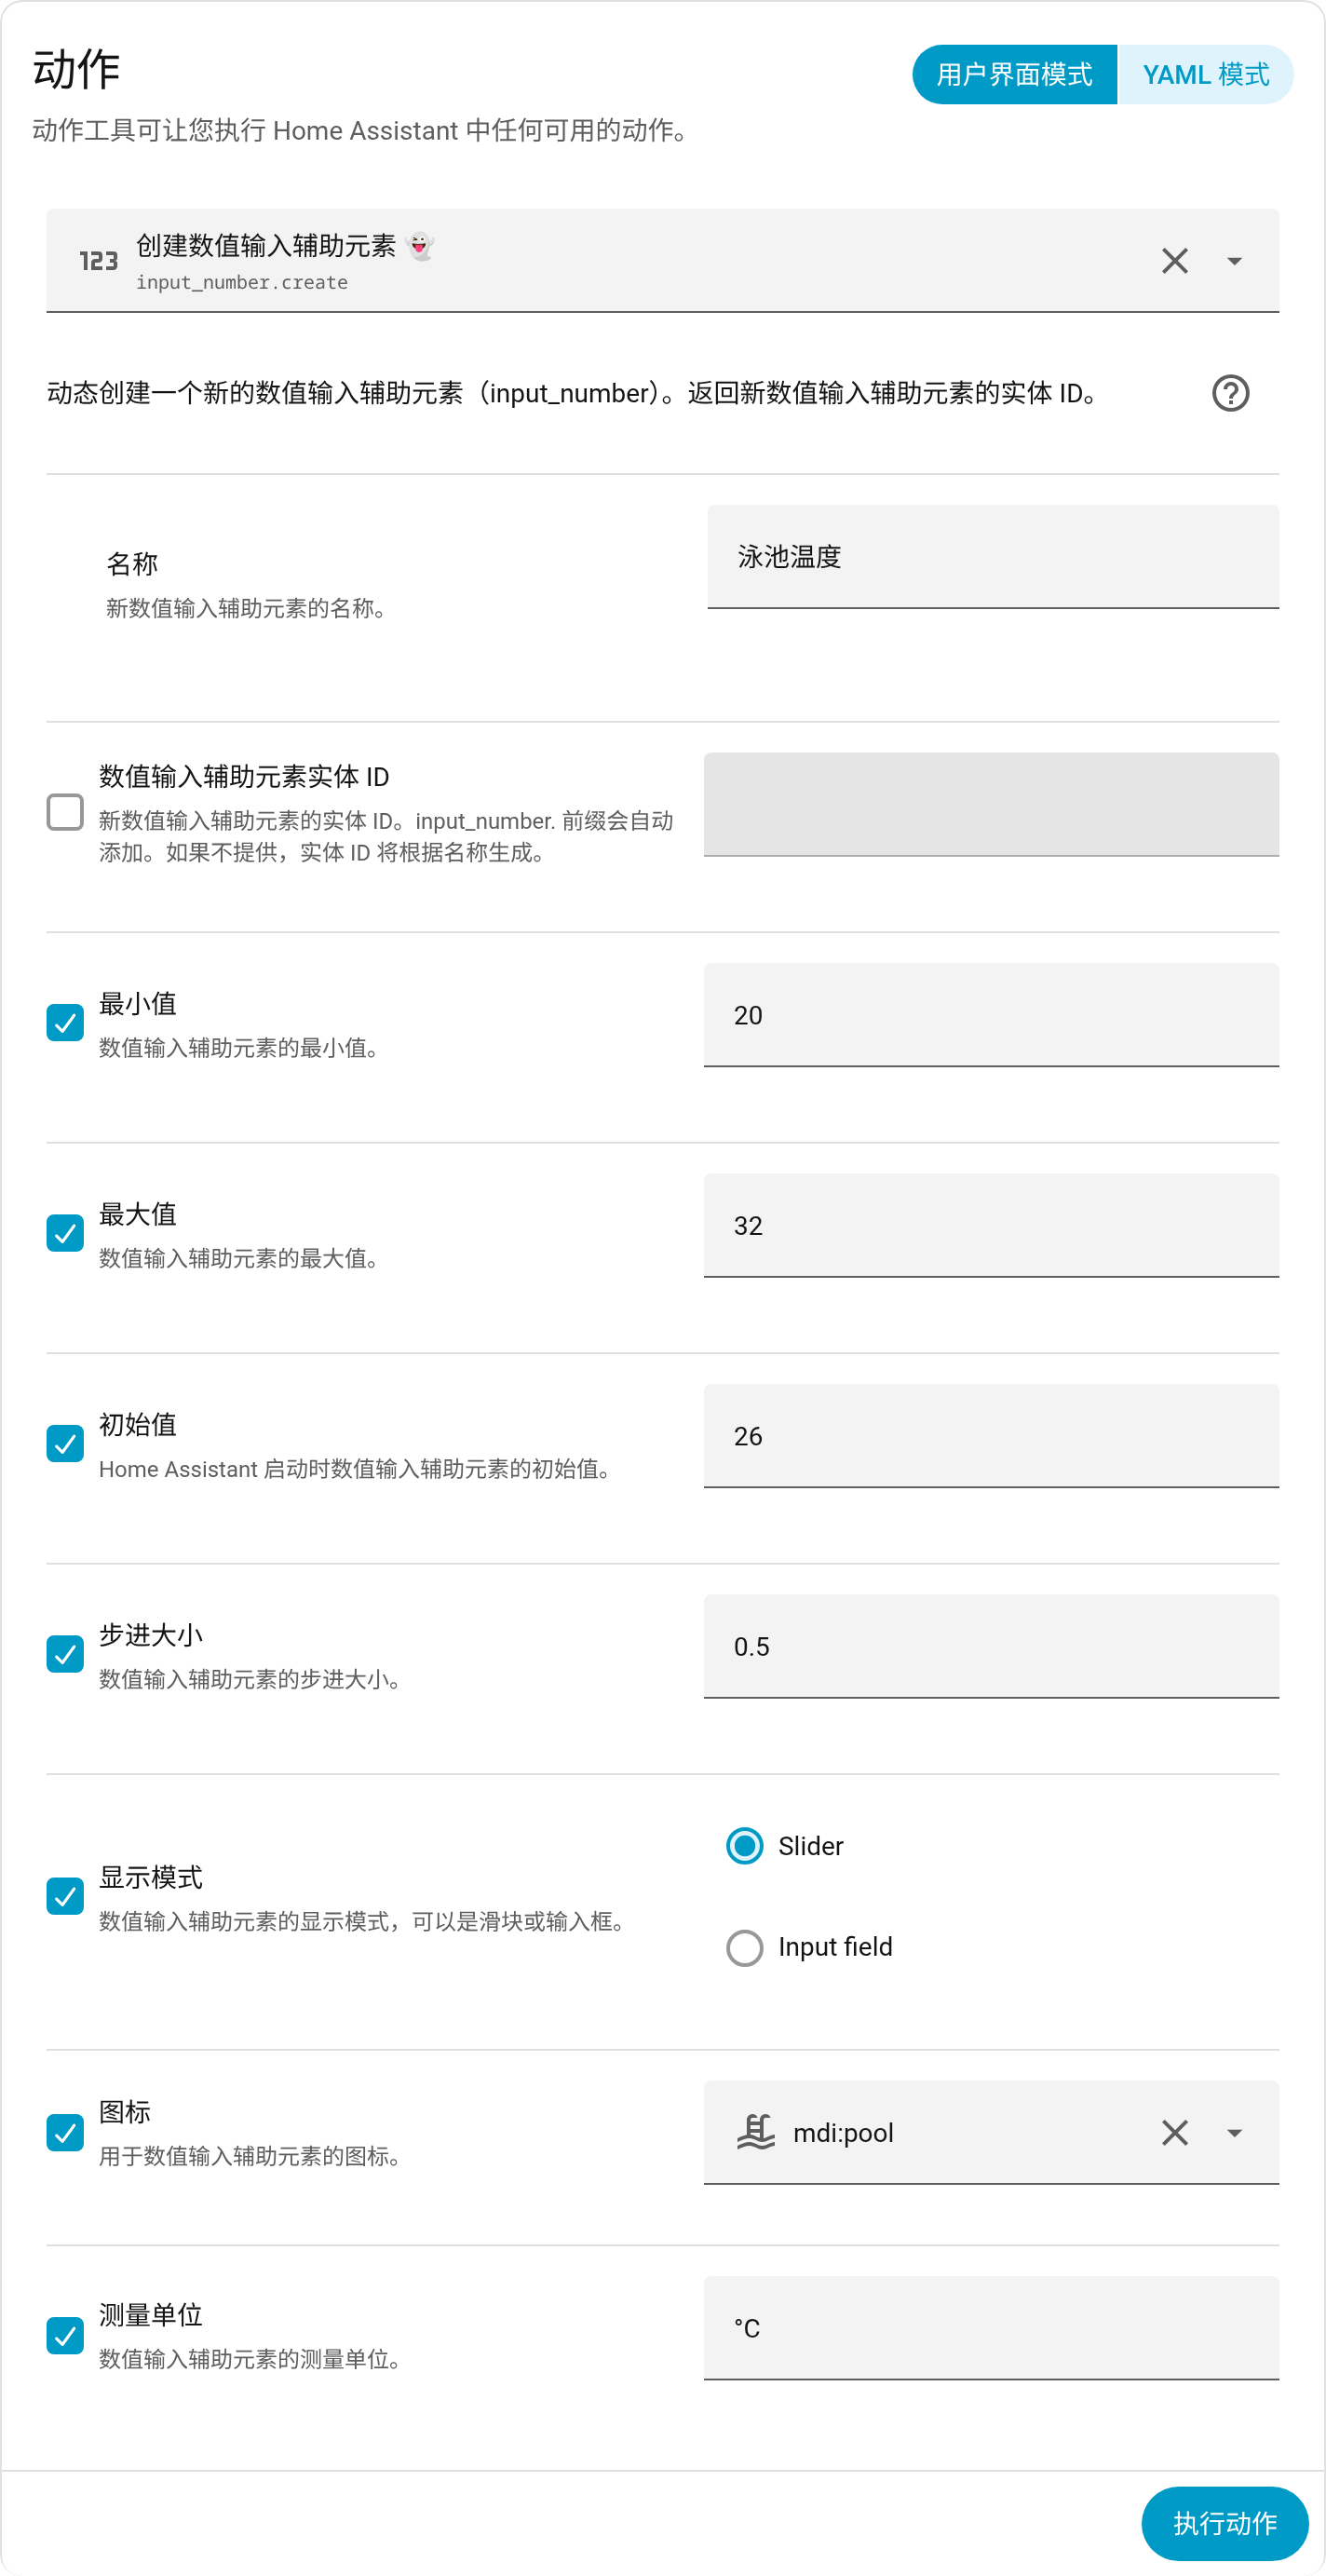 动作
用户界面模式
YAML 模式
动作工具可让您执行 Home Assistant 中任何可用的动作。
123
创建数值输入辅助元素 👻
input_number.create
动态创建一个新的数值输入辅助元素（input_number）。返回新数值输入辅助元素的实体 ID。
名称
新数值输入辅助元素的名称。
泳池温度
数值输入辅助元素实体 ID
新数值输入辅助元素的实体 ID。input_number. 前缀会自动
添加。如果不提供，实体 ID 将根据名称生成。
最小值
数值输入辅助元素的最小值。
20
最大值
数值输入辅助元素的最大值。
32
初始值
Home Assistant 启动时数值输入辅助元素的初始值。
26
步进大小
数值输入辅助元素的步进大小。
0.5
显示模式
数值输入辅助元素的显示模式，可以是滑块或输入框。
Slider
Input field
图标
用于数值输入辅助元素的图标。
mdi:pool
测量单位
数值输入辅助元素的测量单位。
°C
执行动作